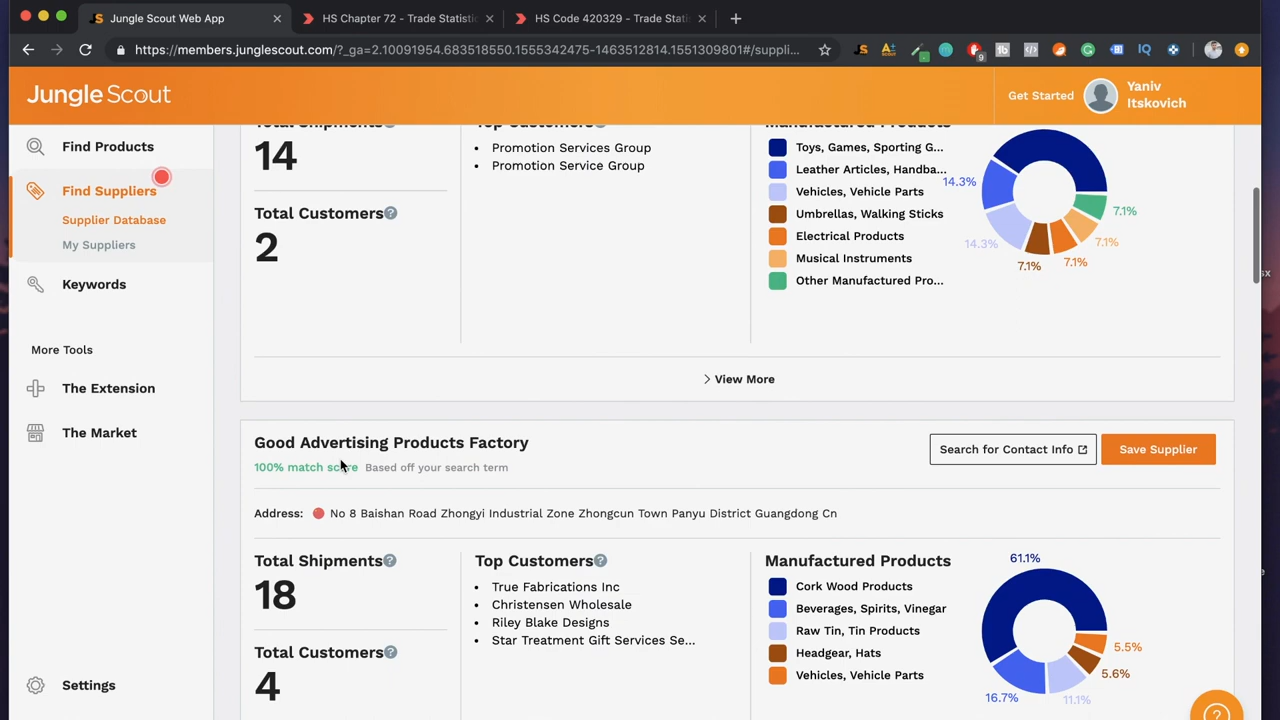 Jungle Scout Web App
HS Chapter 72 - Trade Statistic
HS Code 420329 - Trade Statis
https://members.junglescout.com/?_ga=2.10091954.683518550.1555342475-1463512814.1551309801#/suppli...
9
IQ
Jungle Scout
Get Started
Yaniv
Itskovich
Find Products
Find Suppliers
Supplier Database
My Suppliers
Keywords
More Tools
The Extension
The Market
Settings
Total Shipments
14
Total Customers
2
Top Customers
Promotion Services Group
Promotion Service Group
Manufactured Products
Toys, Games, Sporting G...
Leather Articles, Handba...
Vehicles, Vehicle Parts
Umbrellas, Walking Sticks
Electrical Products
Musical Instruments
Other Manufactured Pro...
14.3%
14.3%
7.1%
7.1%
7.1%
7.1%
View More
Good Advertising Products Factory
100% match score Based off your search term
Search for Contact Info
Save Supplier
Address: No 8 Baishan Road Zhongyi Industrial Zone Zhongcun Town Panyu District Guangdong Cn
Total Shipments?
18
Total Customers?
4
Top Customers?
True Fabrications Inc
Christensen Wholesale
Riley Blake Designs
Star Treatment Gift Services Se...
Manufactured Products
Cork Wood Products
Beverages, Spirits, Vinegar
Raw Tin, Tin Products
Headgear, Hats
Vehicles, Vehicle Parts
61.1%
5.5%
5.6%
11.1%
16.7%